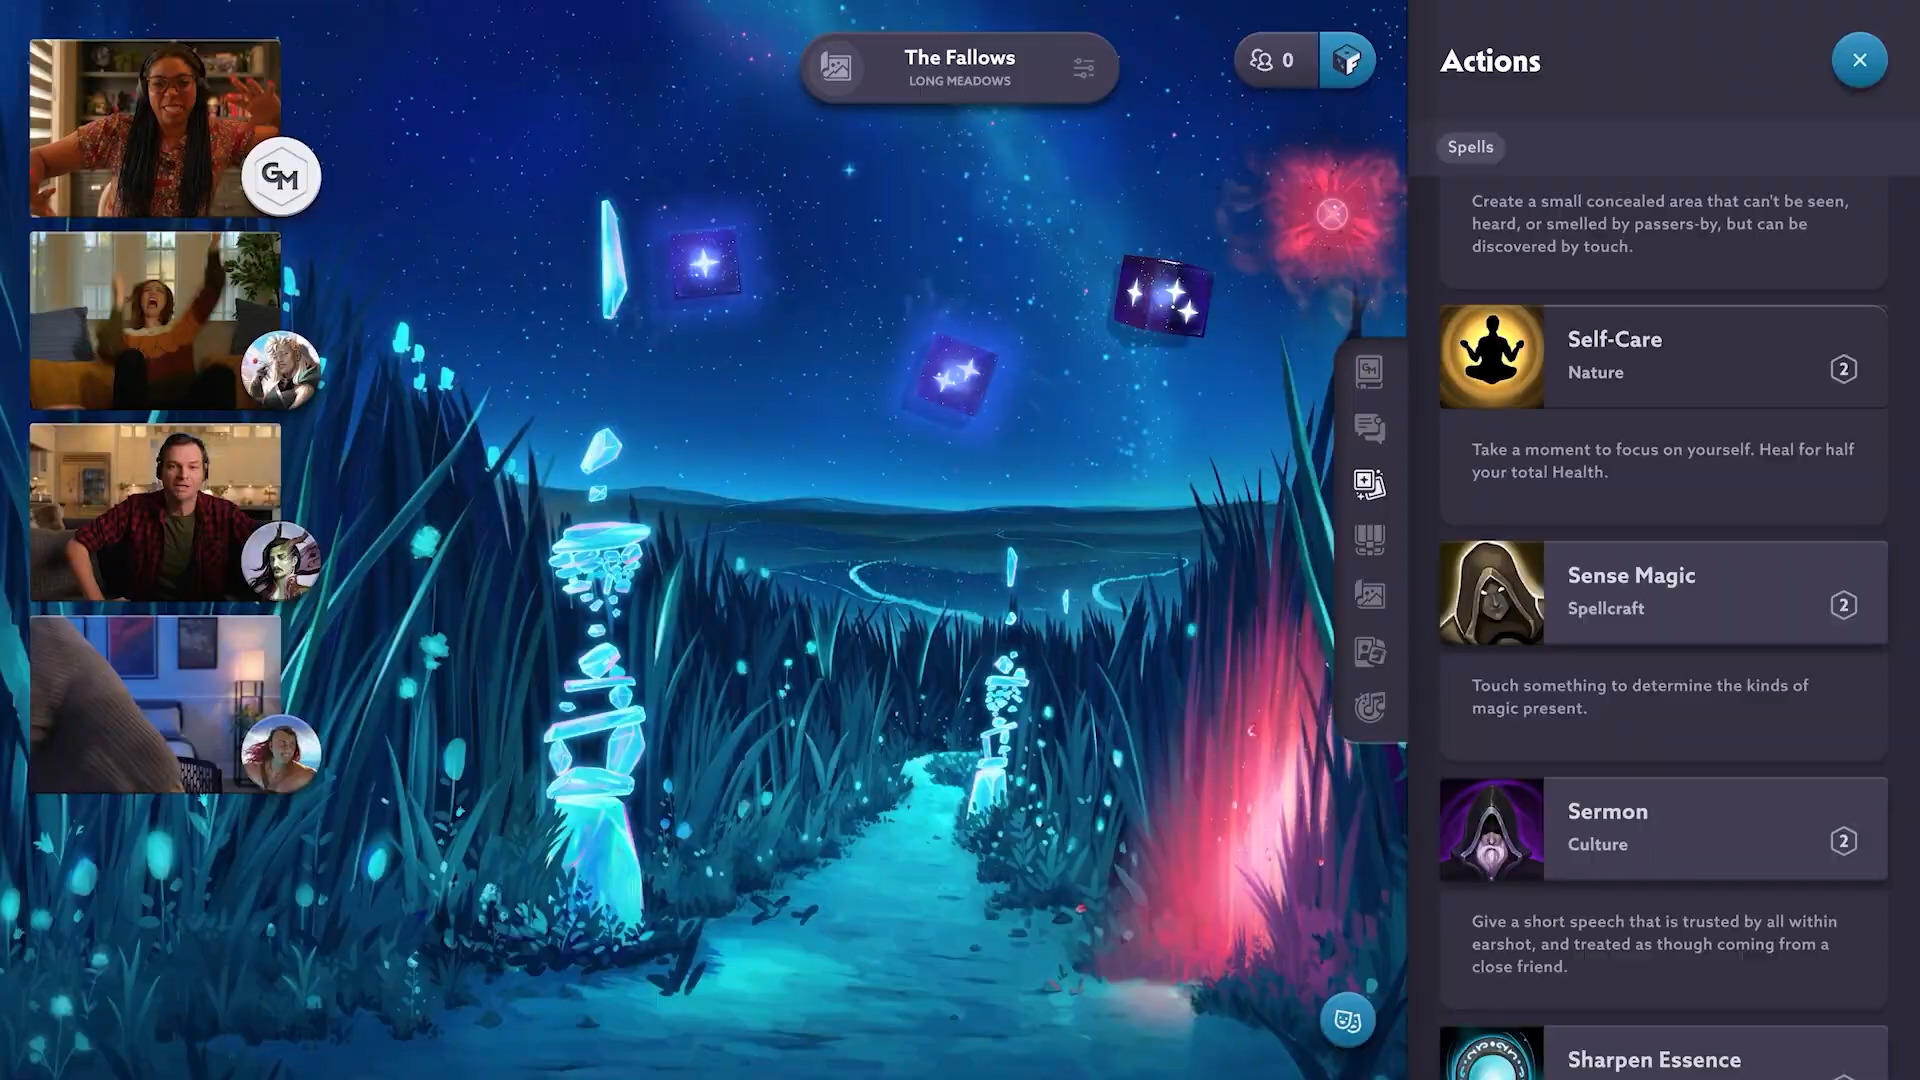 The Fallows
LONG MEADOWS
0
GM
Actions
Spells
Create a small concealed area that can't be seen,
heard, or smelled by passers-by, but can be
discovered by touch.
Self-Care
Nature
2
Take a moment to focus on yourself. Heal for half
your total Health.
Sense Magic
Spellcraft
2
Touch something to determine the kinds of
magic present.
Sermon
Culture
2
Give a short speech that is trusted by all within
earshot, and treated as though coming from a
close friend.
Sharpen Essence
GM